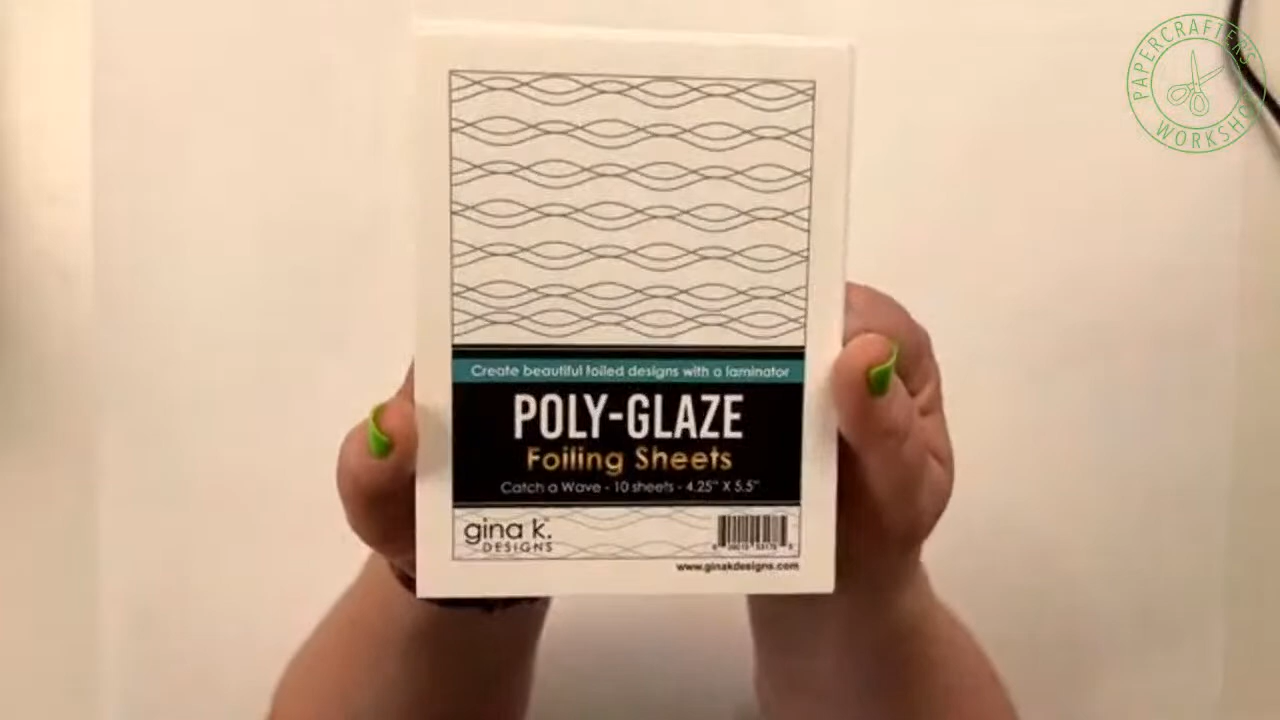 PAPERCRAFTER'S
WORKSHOP
Create beautiful foiled designs with a laminator
POLY-GLAZE
Foiling Sheets
Catch a Wave - 10 sheets - 4.25" X 5.5"
gina k.
DESIGNS
www.ginakdesigns.com